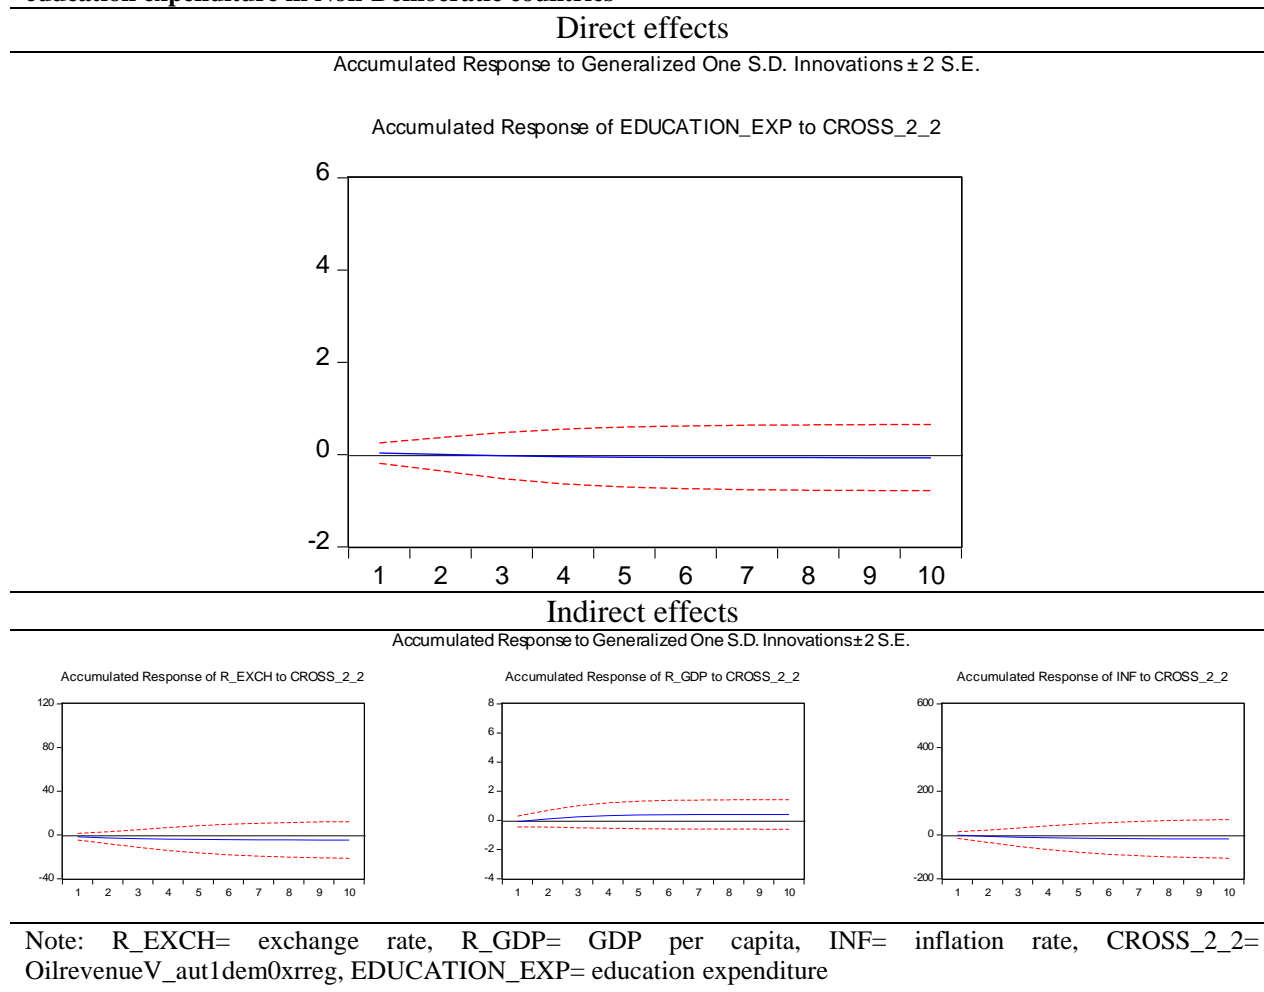 education expenditure in Non-Democratic countries
Direct effects
Accumulated Response to Generalized One S.D. Innovations ± 2 S.E.
Accumulated Response of EDUCATION_EXP to CROSS_2_2
6
4
2
0
-2
1 2 3 4 5 6 7 8 9 10
Indirect effects
Accumulated Response to Generalized One S.D. Innovations ± 2 S.E.
Accumulated Response of R_EXCH to CROSS_2_2
120
80
40
0
-40
1 2 3 4 5 6 7 8 9 10
Accumulated Response of R_GDP to CROSS_2_2
8
6
4
2
0
-2
-4
1 2 3 4 5 6 7 8 9 10
Accumulated Response of INF to CROSS_2_2
600
400
200
0
-200
1 2 3 4 5 6 7 8 9 10
Note: R_EXCH= exchange rate, R_GDP= GDP per capita, INF= inflation rate, CROSS_2_2=
OilrevenueV_aut1dem0xrreg, EDUCATION_EXP= education expenditure